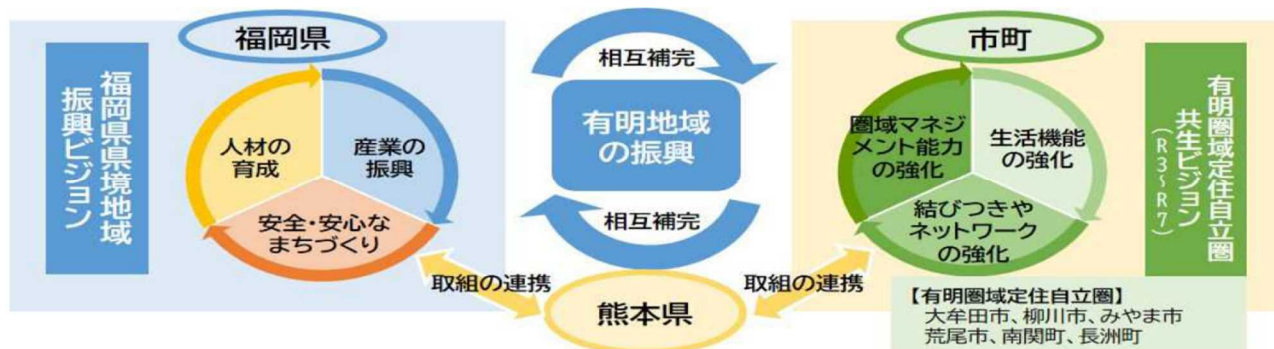 福岡県
福岡県県境地域
振興ビジョン
人材の
育成
産業の
振興
安全・安心な
まちづくり
相互補完
有明地域
の振興
相互補完
取組の連携
熊本県
取組の連携
市町
圏域マネジ
メント能力
の強化
生活機能
の強化
結びつきや
ネットワーク
の強化
有明圏域定住自立圏
共生ビジョン
(R3~R7)
【有明圏域定住自立圏】
大牟田市、柳川市、みやま市
荒尾市、南関町、長洲町